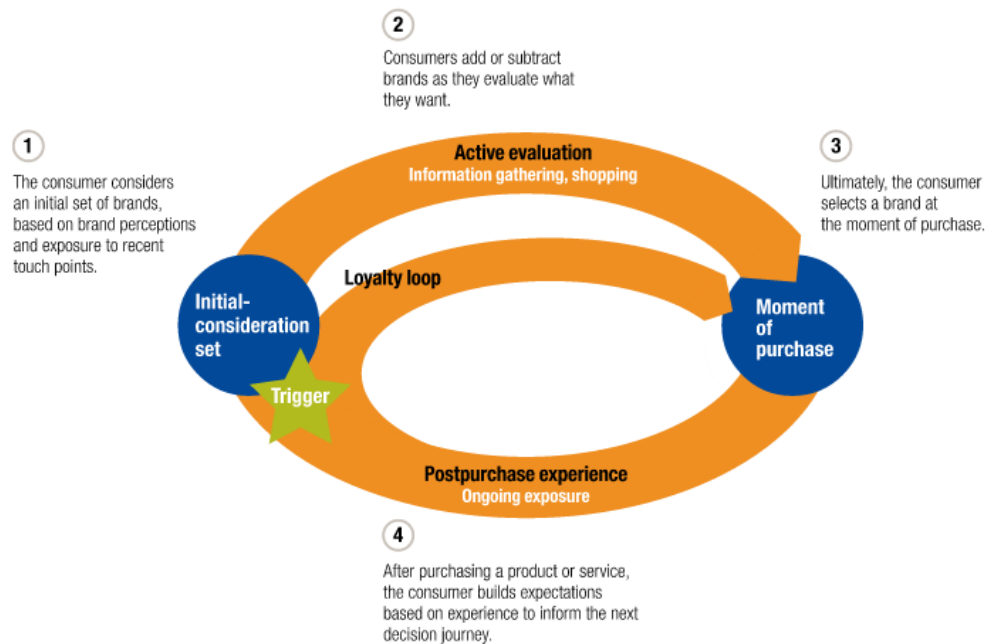 1
The consumer considers
an initial set of brands,
based on brand perceptions
and exposure to recent
touch points.
2
Consumers add or subtract
brands as they evaluate what
they want.
3
Ultimately, the consumer
selects a brand at
the moment of purchase.
Active evaluation
Information gathering, shopping
Loyalty loop
Initial-
consideration
set
Trigger
Moment
of
purchase
Postpurchase experience
Ongoing exposure
4
After purchasing a product or service,
the consumer builds expectations
based on experience to inform the next
decision journey.